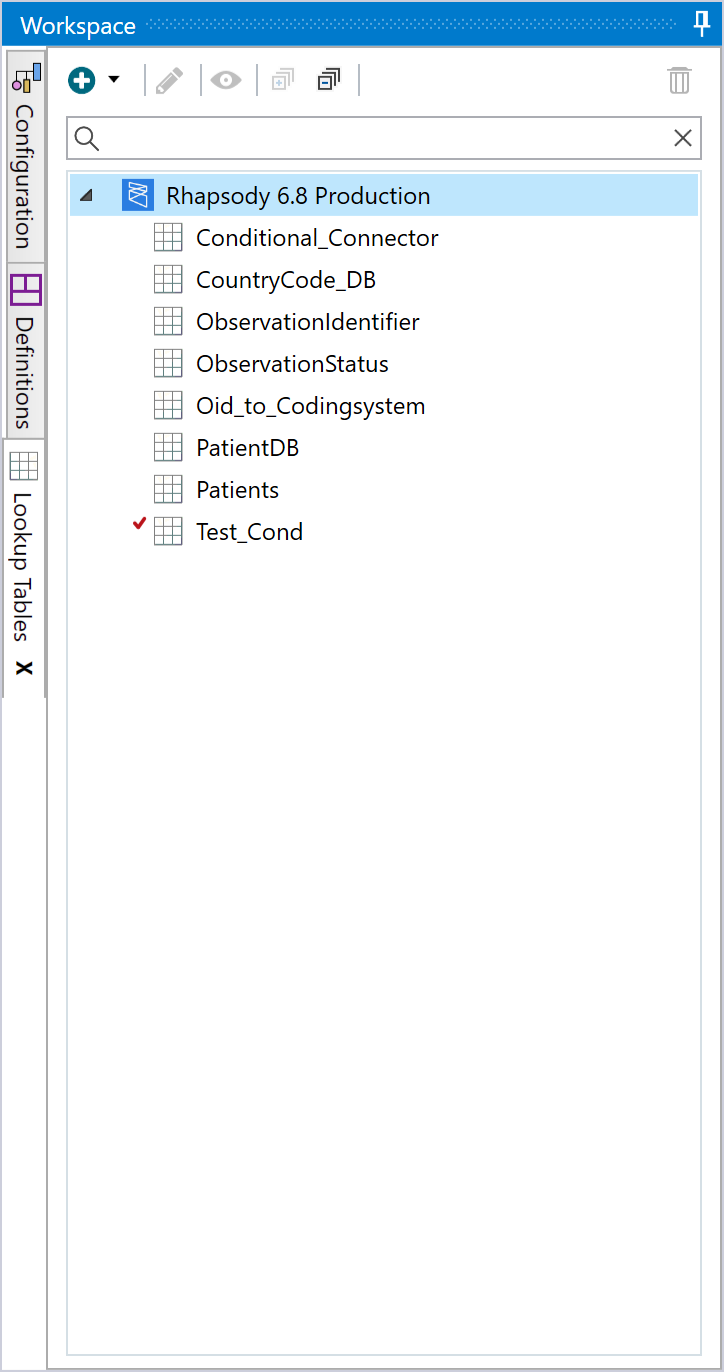 Workspace
Configuration
Definitions
Lookup Tables X
Rhapsody 6.8 Production
Conditional_Connector
CountryCode_DB
ObservationIdentifier
ObservationStatus
Oid_to_Codingsystem
PatientDB
Patients
Test_Cond